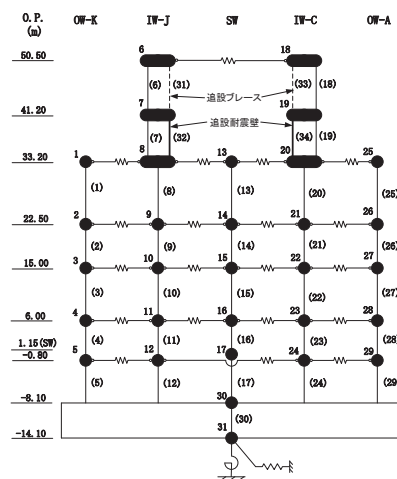 O.P.
(m)
OW-K IW-J SW IW-C OW-A
50.50 6 18
(6) (31) (33) (18)
追設ブレース
41.20 7 19
追設耐震壁
(7) (32) (34) (19)
33.20 1 8 13 20 25
(1) (8) (13) (20) (25)
22.50 2 9 14 21 26
(2) (9) (14) (21) (26)
15.00 3 10 15 22 27
(3) (10) (15) (22) (27)
6.00 4 11 16 23 28
(4) (11) (16) (23) (28)
1.15(SW) 17
-0.80 5 12 24 29
(5) (12) (17) (24) (29)
-8.10 30
(30)
-14.10 31